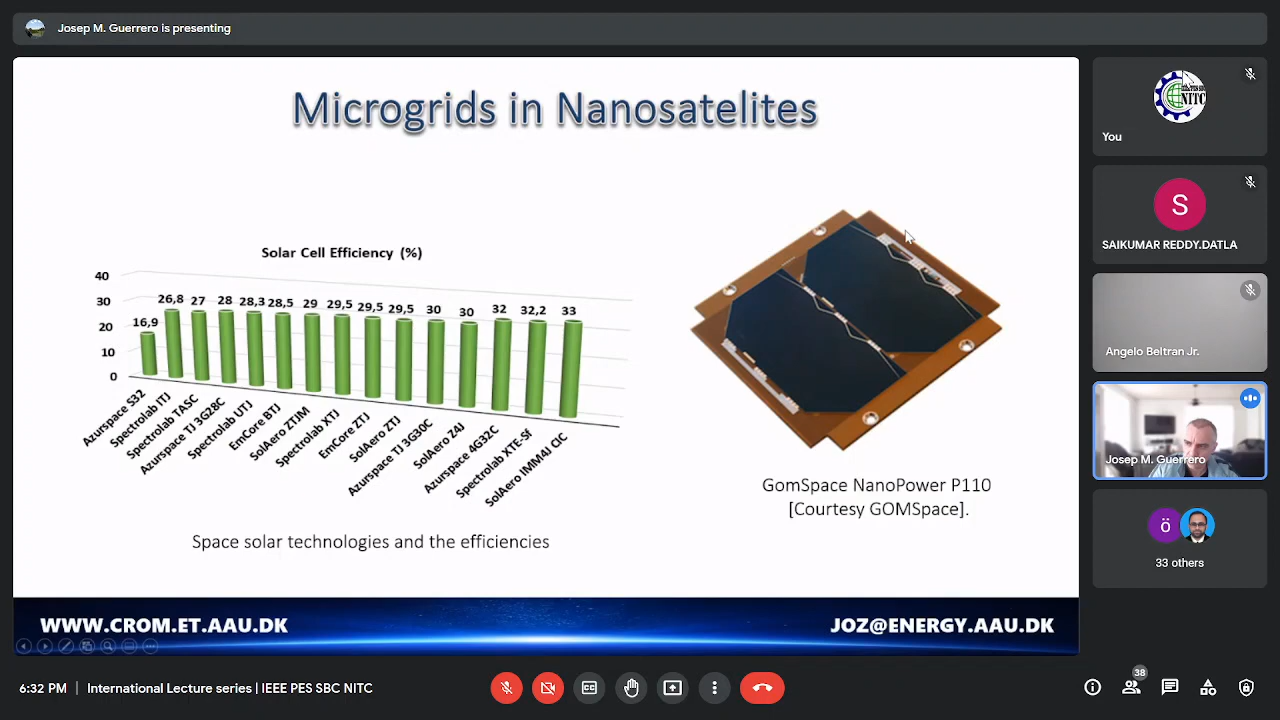 Josep M. Guerrero is presenting
Microgrids in Nanosatelites
Solar Cell Efficiency (%)
40
30
20
10
0
16,9
26,8
27
28
28,3
28,5
29
29,5
29,5
29,5
30
30
32
32,2
33
Azurspace S32
Spectrolab ITJ
Spectrolab TASC
Azurspace TJ 3G28C
Spectrolab UTJ
EmCore BTJ
SolAero ZTJM
Spectrolab XTJ
EmCore ZTJ
SolAero ZTJ
Azurspace TJ 3G30C
SolAero Z4J
Azurspace 4G32C
Spectrolab XTE-Sf
SolAero IMM4J CIC
Space solar technologies and the efficiencies
GomSpace NanoPower P110
[Courtesy GOMSpace].
WWW.CROM.ET.AAU.DK
JOZ@ENERGY.AAU.DK
NITC
You
S
SAIKUMAR REDDY.DATLA
Angelo Beltran Jr.
Josep M. Guerrero
ö
33 others
6:32 PM | International Lecture series | IEEE PES SBC NITC
38